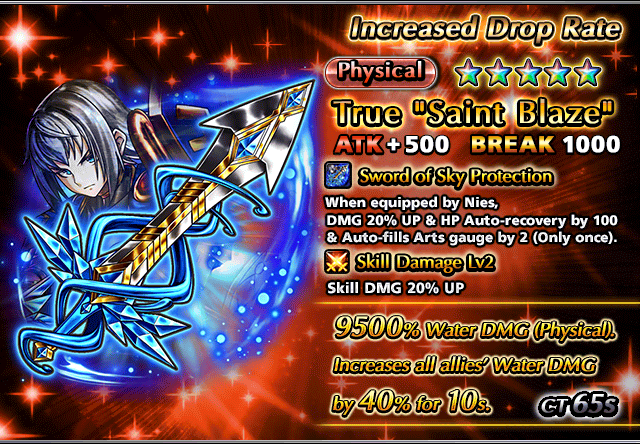 Increased Drop Rate
Physical
True "Saint Blaze"
ATK +500 BREAK 1000
Sword of Sky Protection
When equipped by Nies,
DMG 20% UP & HP Auto-recovery by 100
& Auto-fills Arts gauge by 2 (Only once).
Skill Damage Lv2
Skill DMG 20% UP
9500% Water DMG (Physical).
Increases all allies' Water DMG
by 40% for 10s. CT 65s